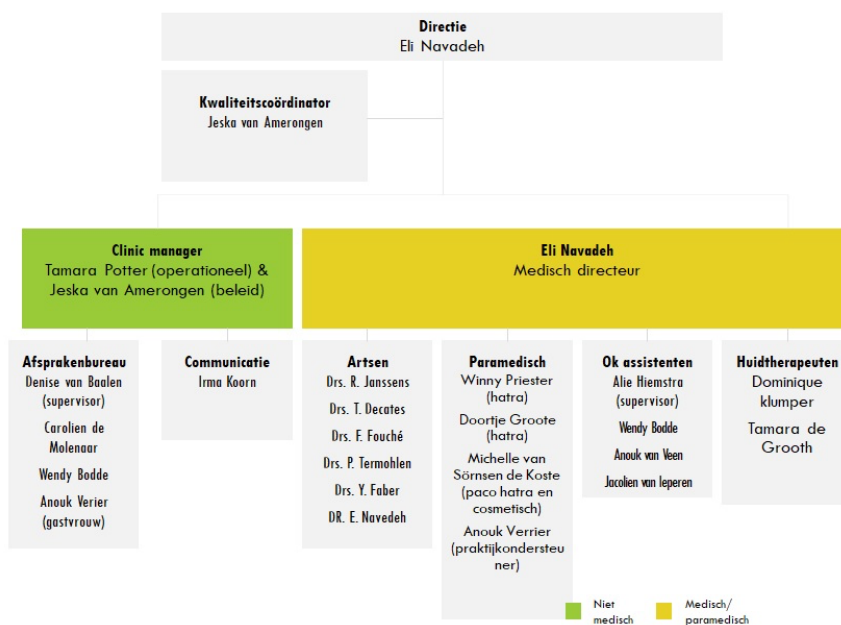 Directie
Eli Navadeh
Kwaliteitscoördinator
Jeska van Amerongen
Clinic manager
Tamara Potter (operationeel) &
Jeska van Amerongen (beleid)
Eli Navadeh
Medisch directeur
Afsprakenbureau
Denise van Baalen
(supervisor)
Carolien de
Molenaar
Wendy Bodde
Anouk Verier
(gastvrouw)
Communicatie
Irma Koorn
Artsen
Drs. R. Janssens
Drs. T. Decates
Drs. F. Fouché
Drs. P. Termohlen
Drs. Y. Faber
DR. E. Navedeh
Paramedisch
Winny Priester
(hatra)
Doortje Groote
(hatra)
Michelle van
Sörnsen de Koste
(paco hatra en
cosmetisch)
Anouk Verrier
(praktijkondersteu
ner)
Ok assistenten
Alie Hiemstra
(supervisor)
Wendy Bodde
Anouk van Veen
Jacolien van Ieperen
Huidtherapeuten
Dominique
klumper
Tamara de
Grooth
Niet
medisch
Medisch/
paramedisch